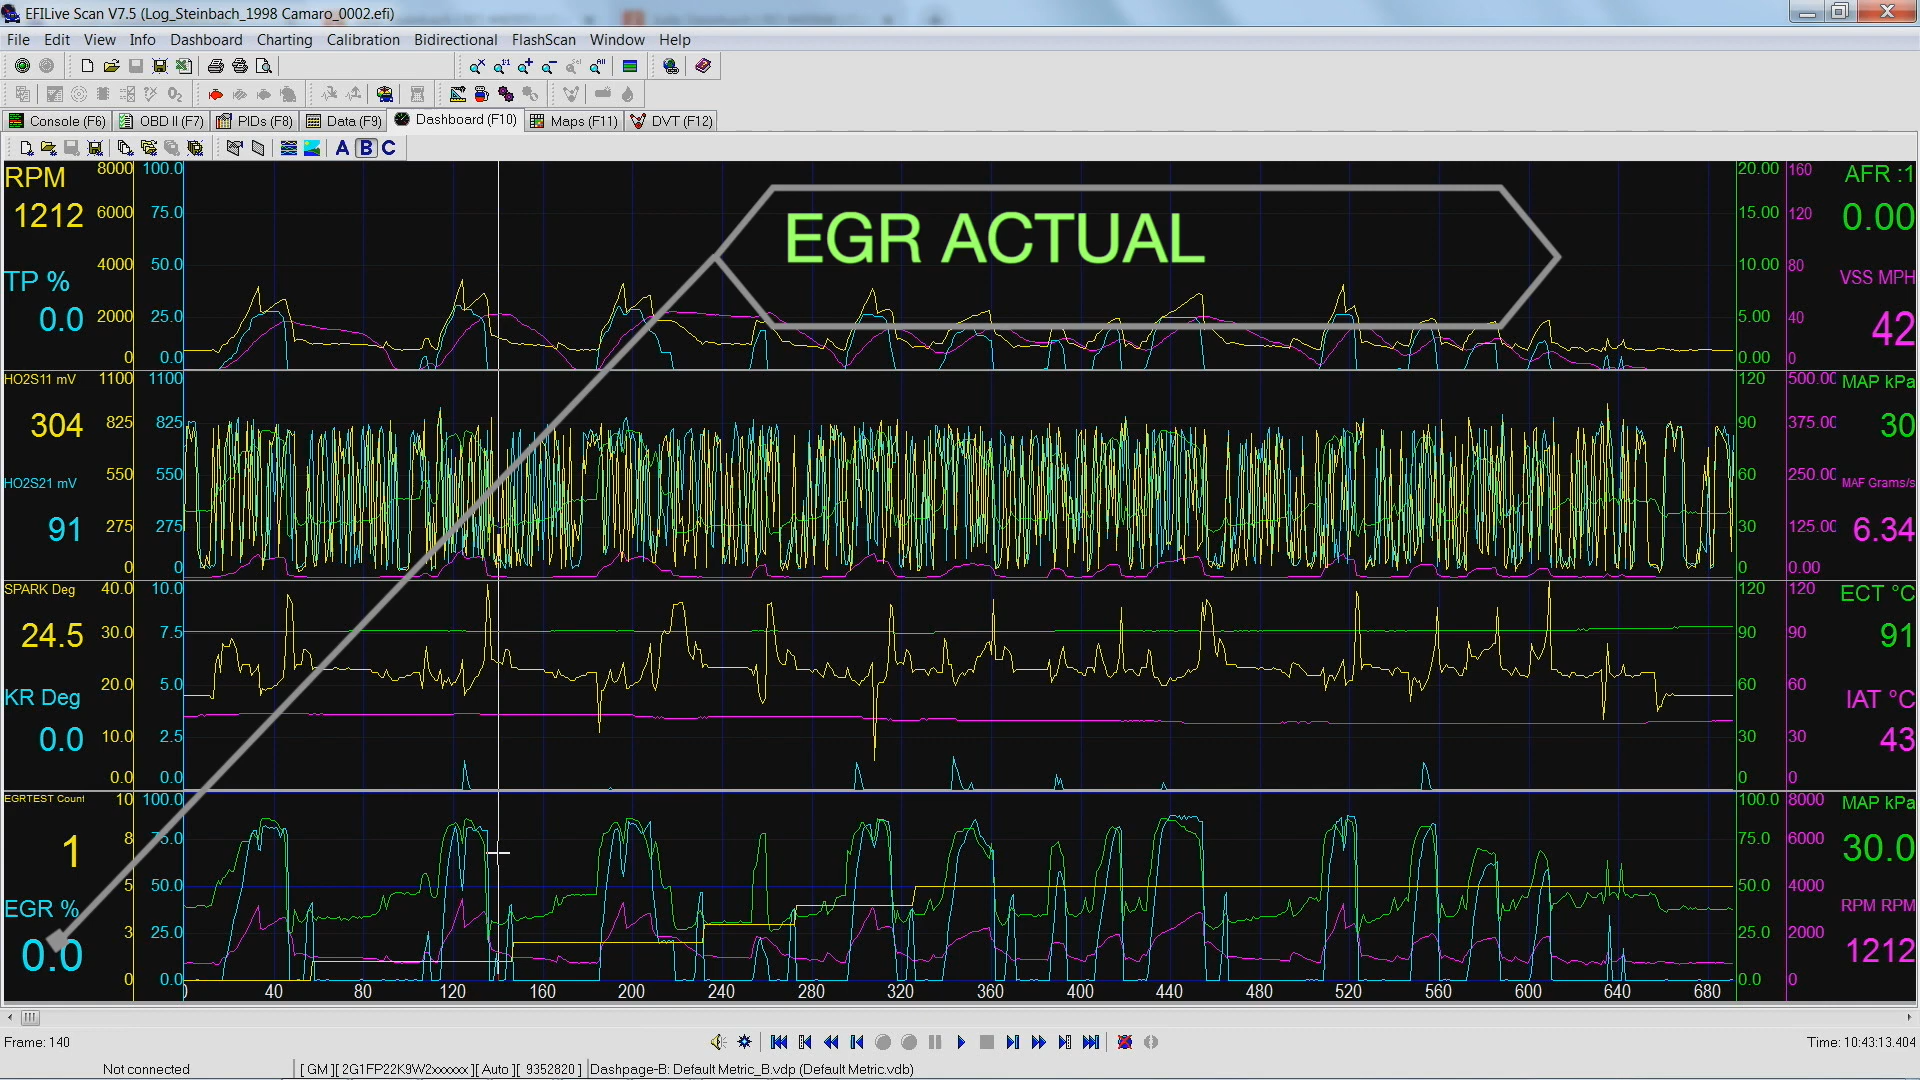 EFILive Scan V7.5 (Log_Steinbach_1998 Camaro_0002.efi)
File Edit View Info Dashboard Charting Calibration Bidirectional FlashScan Window Help
Console (F6) OBD II (F7) PIDs (F8) Data (F9) Dashboard (F10) Maps (F11) DVT (F12)
A B C
EGR ACTUAL
RPM 8000 100.0 20.00 160 AFR :1
1212 6000 75.0 15.00 120 0.00
4000 50.0 10.00 80
TP % VSS MPH
0.0 2000 25.0 5.00 40 42
0 0.0 0.00 0
HO2S11 mV 1100 1100 120 500.00 MAP kPa
304 825 825 90 375.00 30
550 550 60 250.00
HO2S21 mV MAF Grams/s
91 275 275 30 125.00 6.34
0 0 0 0.00
SPARK Deg 40.0 10.0 120 120 ECT °C
24.5 30.0 7.5 90 90 91
20.0 5.0 60 60
KR Deg IAT °C
0.0 10.0 2.5 30 30 43
0.0 0.0 0 0
EGRTEST Count 10 100.0 100.0 8000 MAP kPa
1 8 75.0 75.0 6000 30.0
5 50.0 50.0 4000
EGR % RPM RPM
0.0 3 25.0 25.0 2000 1212
0 0.0 0.0 0
40 80 120 160 200 240 280 320 360 400 440 480 520 560 600 640 680
Frame: 140 Time: 10:43:13.404
Not connected [ GM ][ 2G1FP22K9W2xxxxxx ][ Auto ][ 9352820 ] Dashpage-B: Default Metric_B.vdp (Default Metric.vdb)